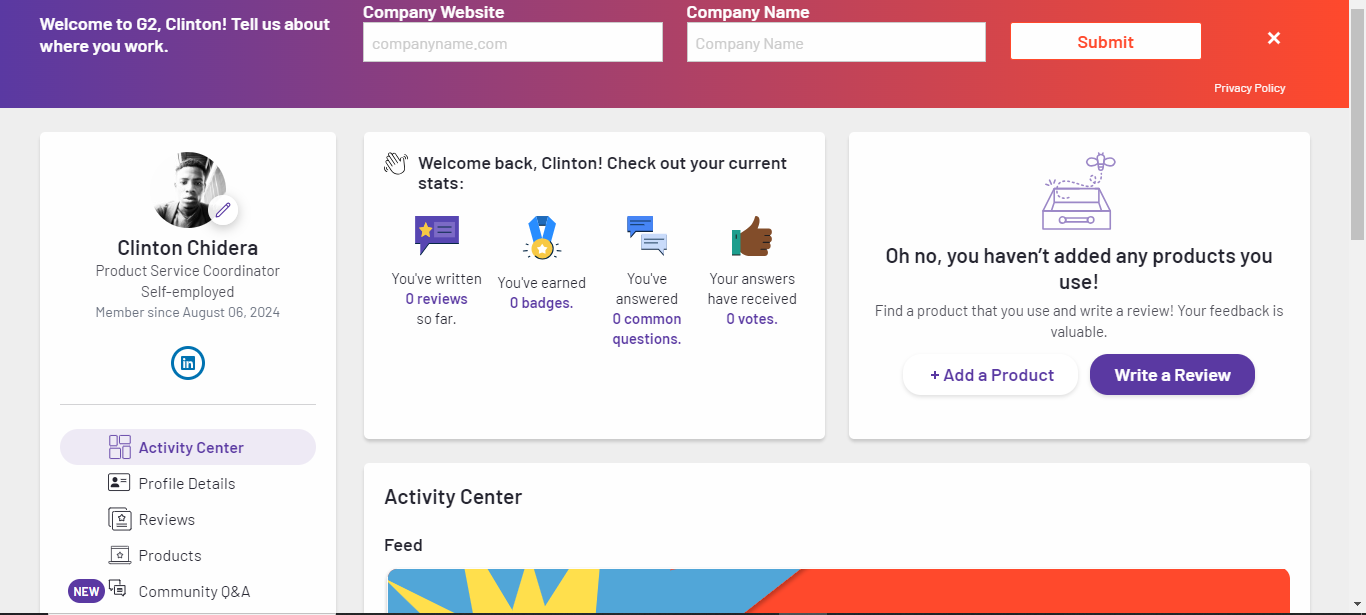 Welcome to G2, Clinton! Tell us about
where you work.
Company Website
companyname.com
Company Name
Company Name
Submit
×
Privacy Policy
Clinton Chidera
Product Service Coordinator
Self-employed
Member since August 06, 2024
in
Activity Center
Profile Details
Reviews
Products
NEW
Community Q&A
Welcome back, Clinton! Check out your current
stats:
You've written
0 reviews
so far.
You've earned
0 badges.
You've
answered
0 common
questions.
Your answers
have received
0 votes.
Oh no, you haven’t added any products you
use!
Find a product that you use and write a review! Your feedback is
valuable.
+ Add a Product
Write a Review
Activity Center
Feed